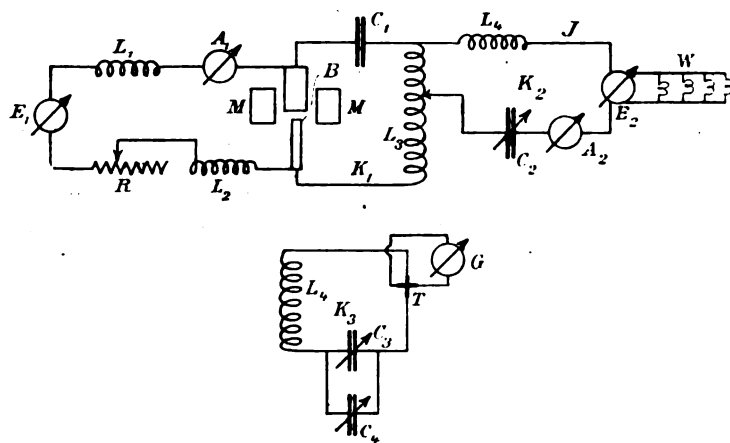 C₁
L₄
J
L₁
A₁
B
W
E₁
M
M
K₂
E₂
L₃
C₂
A₂
R
L₂
K₁
G
L₄
T
K₃
C₃
C₄